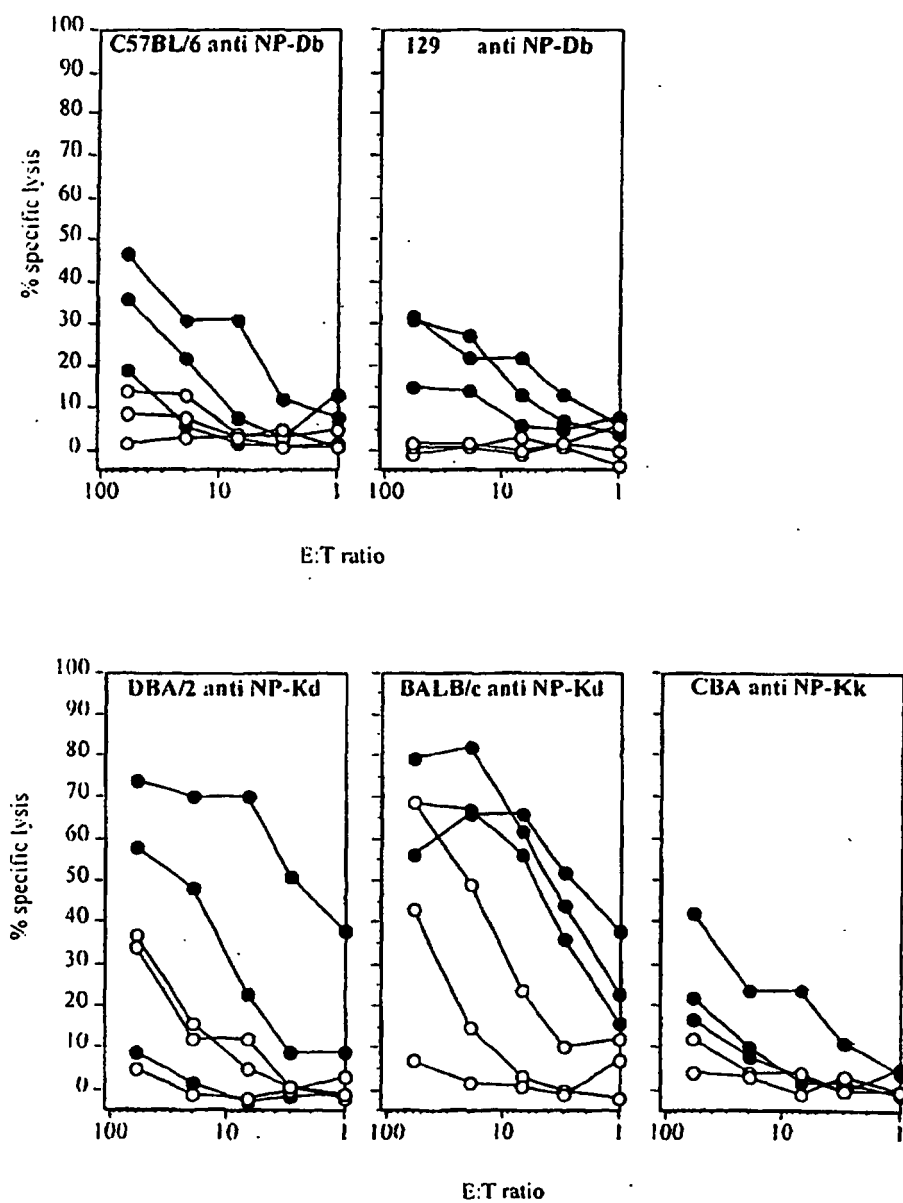 100
90
80
70
60
50
40
30
20
10
0
% specific lysis
C57BL/6 anti NP-Db
129 anti NP-Db
100 10 1
100 10 1
E:T ratio
100
90
80
70
60
50
40
30
20
10
0
% specific lysis
DBA/2 anti NP-Kd
BALB/c anti NP-Kd
CBA anti NP-Kk
100 10 1
100 10 1
100 10 1
E:T ratio